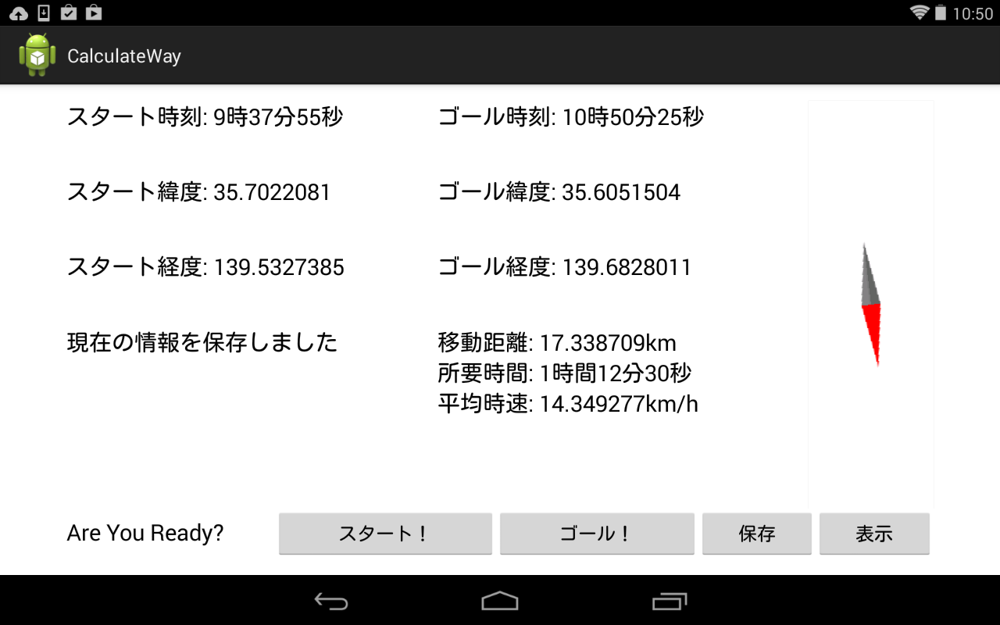 10:50
CalculateWay
スタート時刻: 9時37分55秒
ゴール時刻: 10時50分25秒
スタート緯度: 35.7022081
ゴール緯度: 35.6051504
スタート経度: 139.5327385
ゴール経度: 139.6828011
現在の情報を保存しました
移動距離: 17.338709km
所要時間: 1時間12分30秒
平均時速: 14.349277km/h
Are You Ready?
スタート！
ゴール！
保存
表示